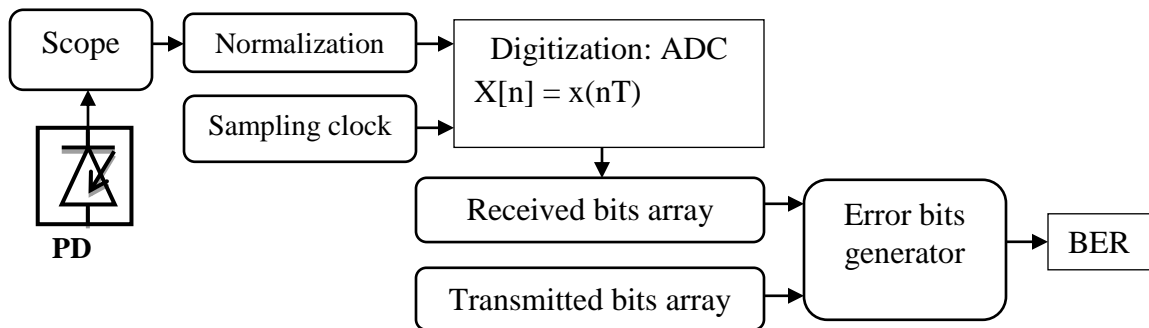 Scope
Normalization
Digitization: ADC
X[n] = x(nT)
Sampling clock
PD
Received bits array
Error bits
generator
BER
Transmitted bits array